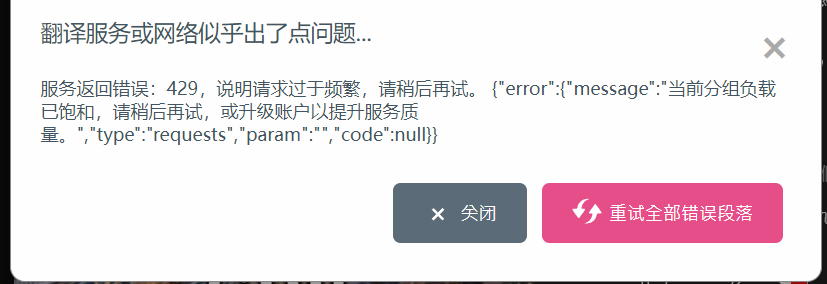 翻译服务或网络似乎出了点问题...
服务返回错误：429，说明请求过于频繁，请稍后再试。 {"error":{"message":"当前分组负载
已饱和，请稍后再试，或升级账户以提升服务质
量。","type":"requests","param":"","code":null}}
关闭
重试全部错误段落